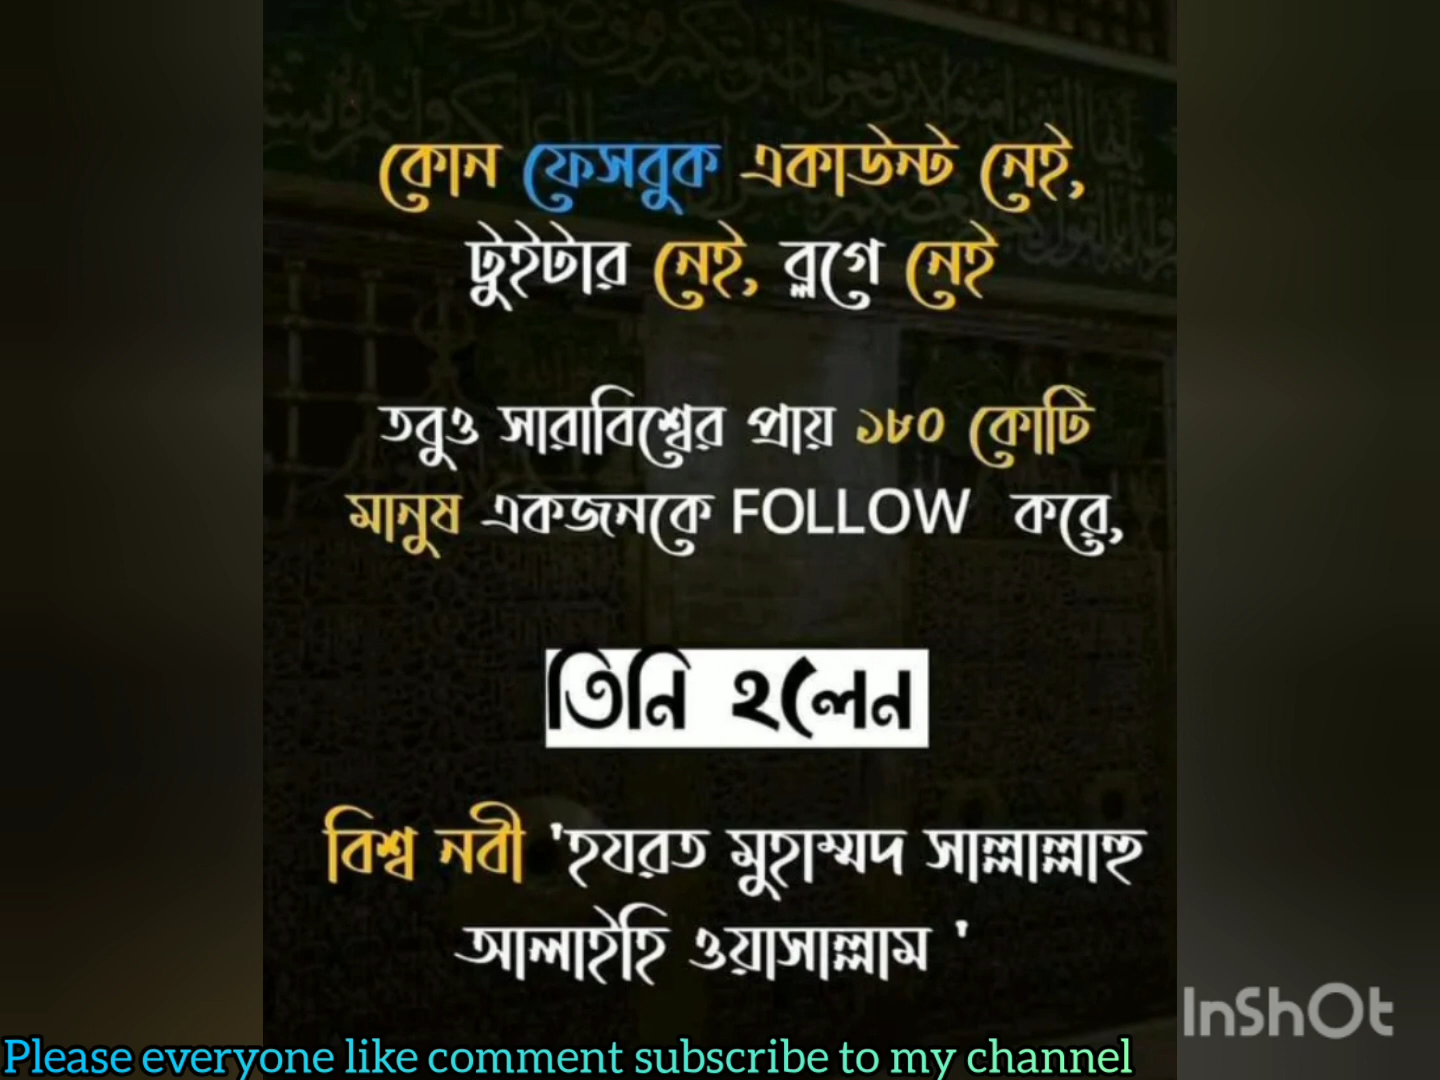 কোন ফেসবুক একাউন্ট নেই,
টুইটার নেই, ব্লগে নেই
তবুও সারাবিশ্বের প্রায় ১৮০ কোটি
মানুষ একজনকে FOLLOW করে,
তিনি হলেন
বিশ্ব নবী 'হযরত মুহাম্মদ সাল্লাল্লাহু
আলাইহি ওয়াসাল্লাম '
InShOt
Please everyone like comment subscribe to my channel